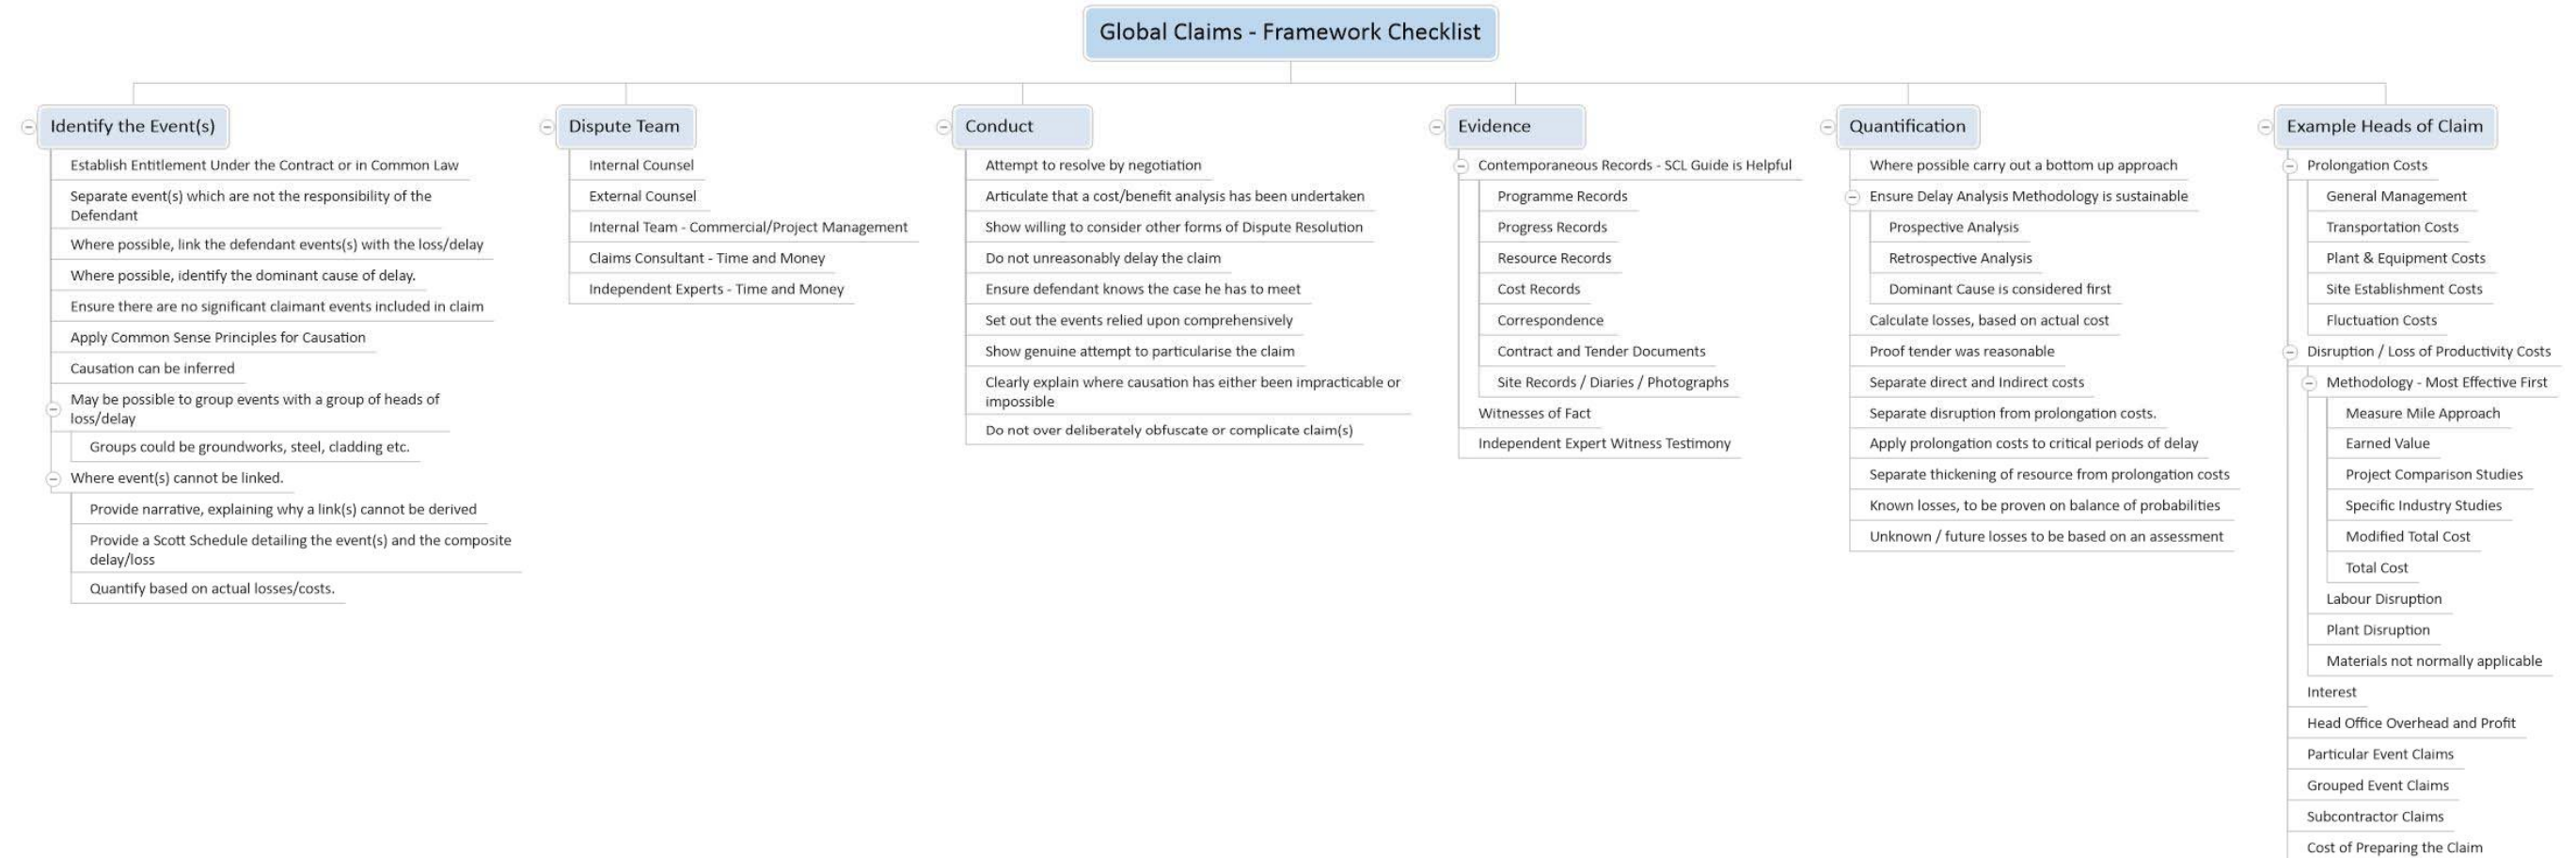 Global Claims - Framework Checklist
Identify the Event(s)
Establish Entitlement Under the Contract or in Common Law
Separate event(s) which are not the responsibility of the
Defendant
Where possible, link the defendant events(s) with the loss/delay
Where possible, identify the dominant cause of delay.
Ensure there are no significant claimant events included in claim
Apply Common Sense Principles for Causation
Causation can be inferred
May be possible to group events with a group of heads of
loss/delay
Groups could be groundworks, steel, cladding etc.
Where event(s) cannot be linked.
Provide narrative, explaining why a link(s) cannot be derived
Provide a Scott Schedule detailing the event(s) and the composite
delay/loss
Quantify based on actual losses/costs.
Dispute Team
Internal Counsel
External Counsel
Internal Team - Commercial/Project Management
Claims Consultant - Time and Money
Independent Experts - Time and Money
Conduct
Attempt to resolve by negotiation
Articulate that a cost/benefit analysis has been undertaken
Show willing to consider other forms of Dispute Resolution
Do not unreasonably delay the claim
Ensure defendant knows the case he has to meet
Set out the events relied upon comprehensively
Show genuine attempt to particularise the claim
Clearly explain where causation has either been impracticable or
impossible
Do not over deliberately obfuscate or complicate claim(s)
Evidence
Contemporaneous Records - SCL Guide is Helpful
Programme Records
Progress Records
Resource Records
Cost Records
Correspondence
Contract and Tender Documents
Site Records / Diaries / Photographs
Witnesses of Fact
Independent Expert Witness Testimony
Quantification
Where possible carry out a bottom up approach
Ensure Delay Analysis Methodology is sustainable
Prospective Analysis
Retrospective Analysis
Dominant Cause is considered first
Calculate losses, based on actual cost
Proof tender was reasonable
Separate direct and Indirect costs
Separate disruption from prolongation costs.
Apply prolongation costs to critical periods of delay
Separate thickening of resource from prolongation costs
Known losses, to be proven on balance of probabilities
Unknown / future losses to be based on an assessment
Example Heads of Claim
Prolongation Costs
General Management
Transportation Costs
Plant & Equipment Costs
Site Establishment Costs
Fluctuation Costs
Disruption / Loss of Productivity Costs
Methodology - Most Effective First
Measure Mile Approach
Earned Value
Project Comparison Studies
Specific Industry Studies
Modified Total Cost
Total Cost
Labour Disruption
Plant Disruption
Materials not normally applicable
Interest
Head Office Overhead and Profit
Particular Event Claims
Grouped Event Claims
Subcontractor Claims
Cost of Preparing the Claim